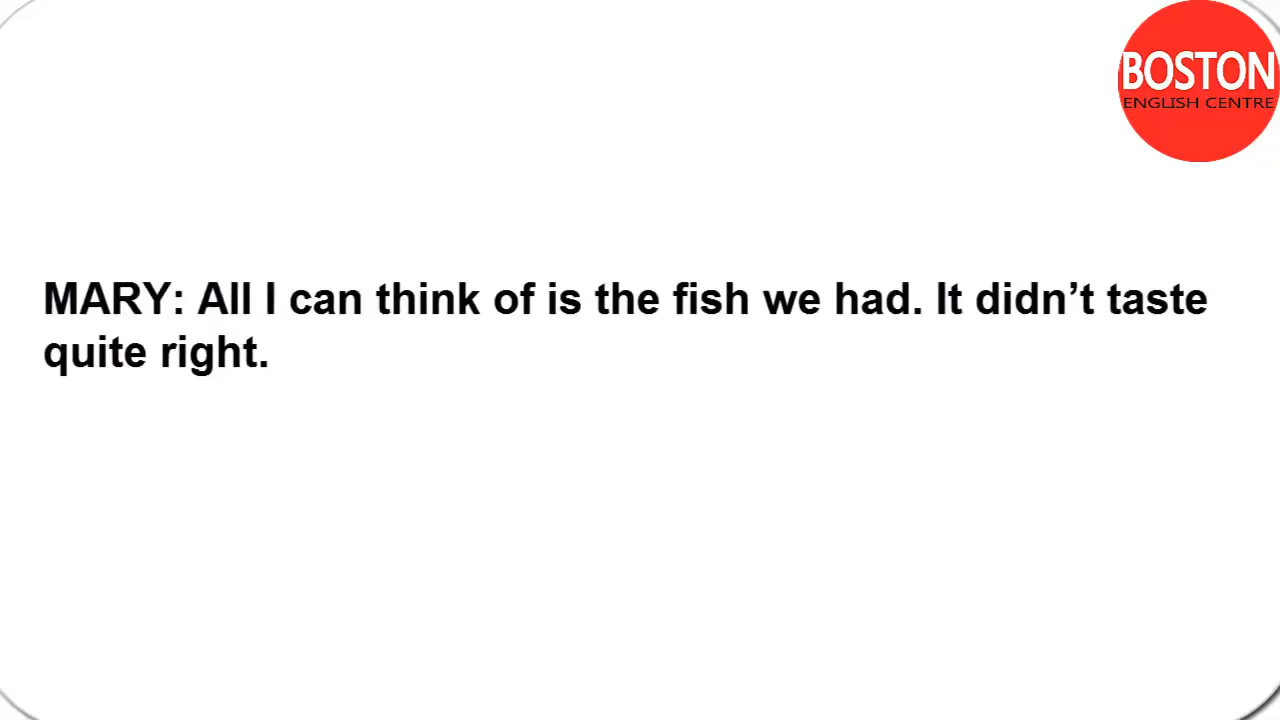 BOSTON
ENGLISH CENTRE
MARY: All I can think of is the fish we had. It didn’t taste
quite right.